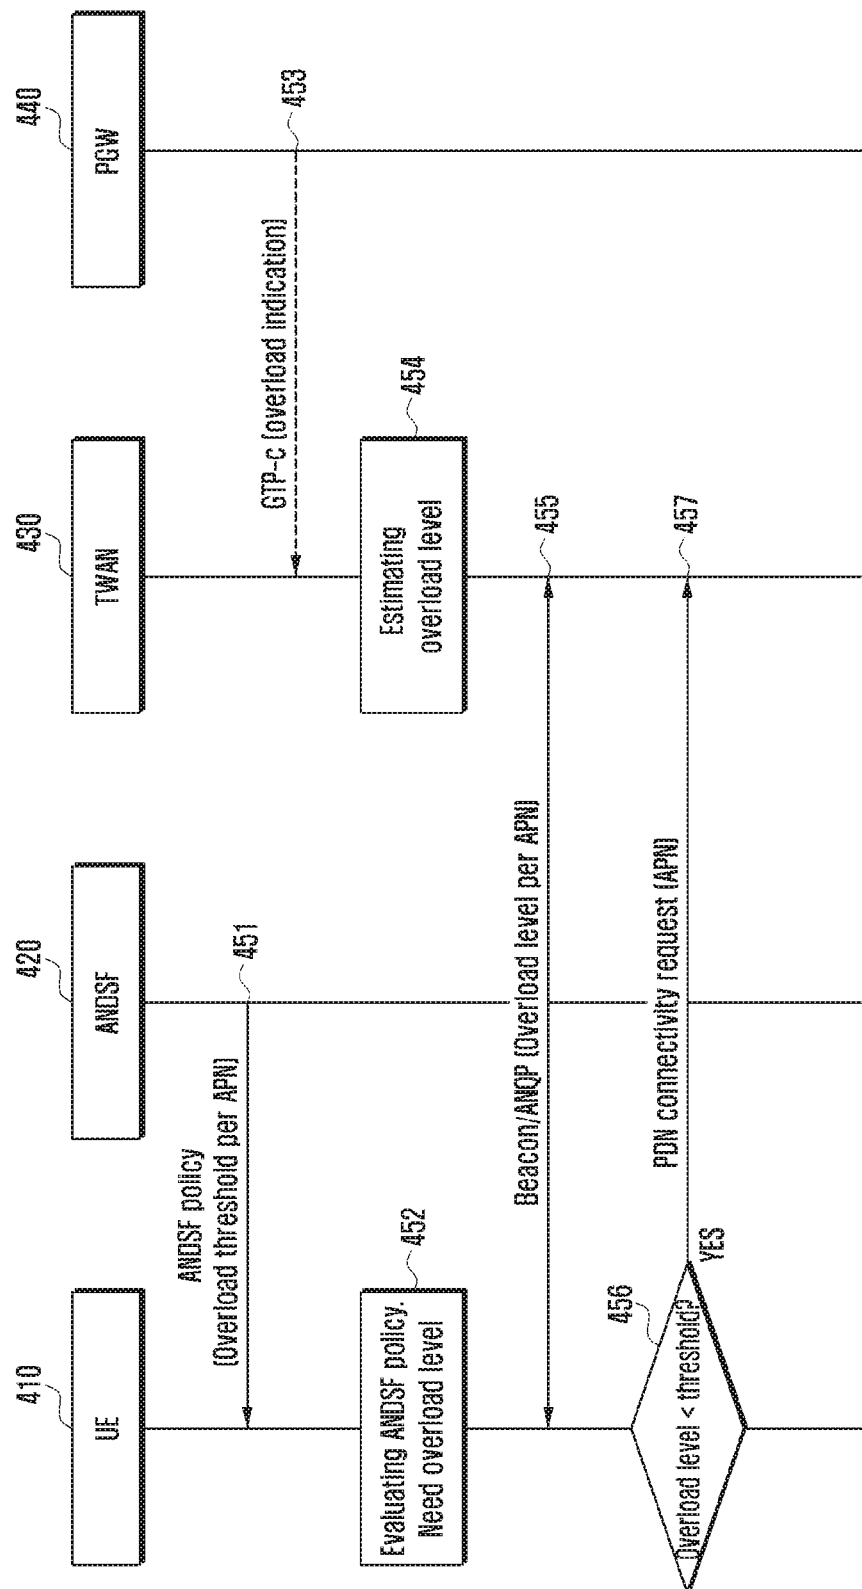 410
UE
420
ANDSF
430
TWAN
440
PGW
ANDSF policy
(Overload threshold per APN)
451
GTP-c (overload indication)
453
Evaluating ANDSF policy.
Need overload level
452
Estimating
overload level
454
Beacon/ANQP (Overload level per APN)
455
Overload level < threshold?
456
YES
PDN connectivity request (APN)
457